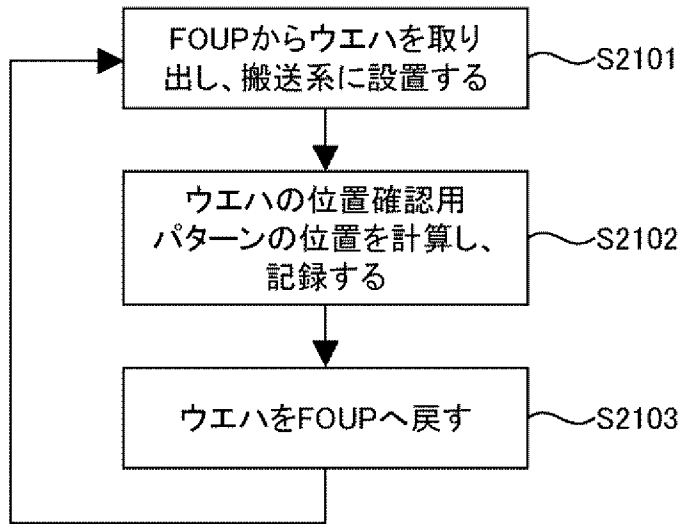 FOUPからウエハを取り
出し、搬送系に設置する
S2101
ウエハの位置確認用
パターンの位置を計算し、
記録する
S2102
ウエハをFOUPへ戻す
S2103